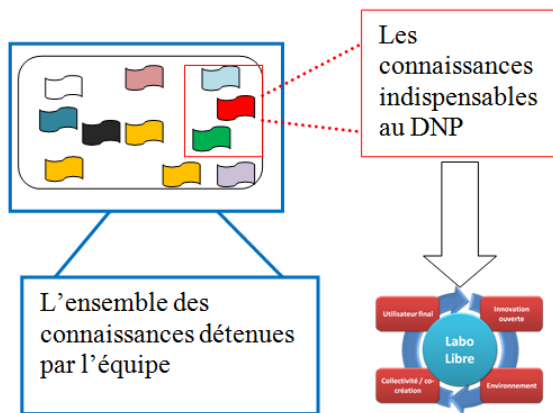 Les
connaissances
indispensables
au DNP
L'ensemble des
connaissances détenues
par l'équipe
Utilisateur final
Innovation
ouverte
Labo
Libre
Collectivité / co-
création
Environnement